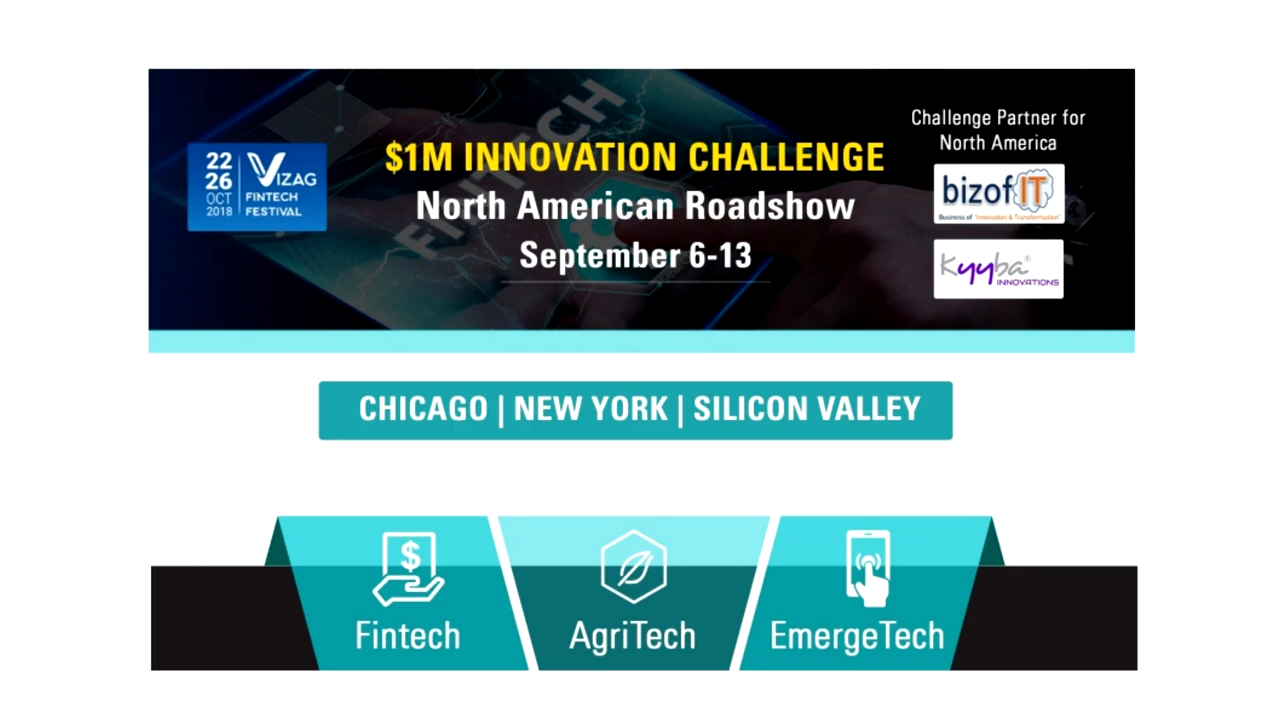 22
26
OCT
2018
VIZAG
FINTECH
FESTIVAL
FINTECH
$1M INNOVATION CHALLENGE
North American Roadshow
September 6-13
Challenge Partner for
North America
bizofIT
Business of "Innovation & Transformation"
Kyyba®
INNOVATIONS
CHICAGO | NEW YORK | SILICON VALLEY
$
Fintech
AgriTech
EmergeTech